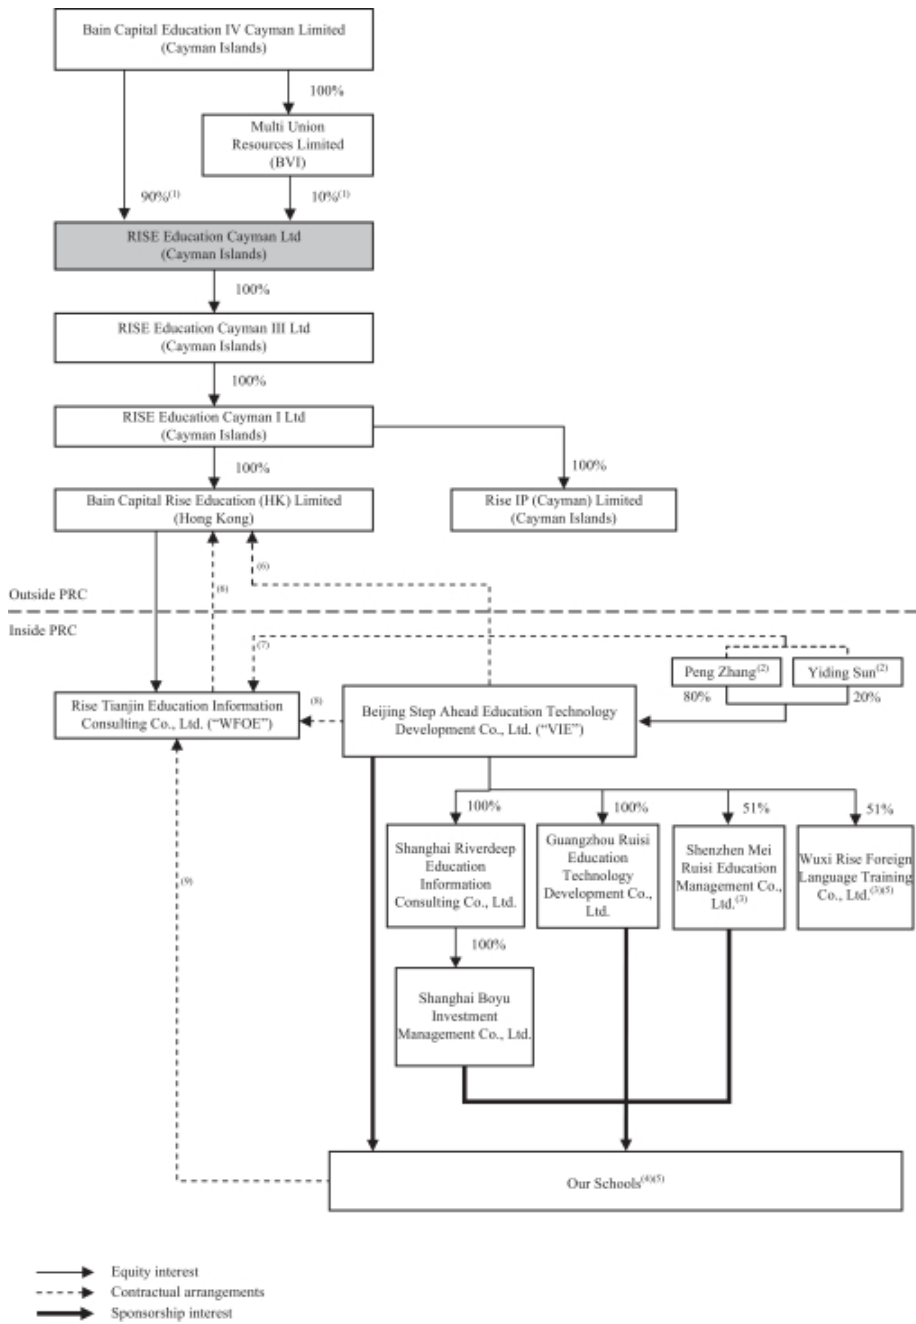 Bain Capital Education IV Cayman Limited
(Cayman Islands)
100%
Multi Union
Resources Limited
(BVI)
90%(1)
10%(1)
RISE Education Cayman Ltd
(Cayman Islands)
100%
RISE Education Cayman III Ltd
(Cayman Islands)
100%
RISE Education Cayman I Ltd
(Cayman Islands)
100%
100%
Bain Capital Rise Education (HK) Limited
(Hong Kong)
Rise IP (Cayman) Limited
(Cayman Islands)
(6)
Outside PRC
Inside PRC
(7)
Peng Zhang(2)
Yiding Sun(2)
80%
20%
Rise Tianjin Education Information
Consulting Co., Ltd. (“WFOE”)
(8)
Beijing Step Ahead Education Technology
Development Co., Ltd. (“VIE”)
100%
100%
51%
51%
Shanghai Riverdeep
Education
Information
Consulting Co., Ltd.
Guangzhou Ruisi
Education
Technology
Development Co.,
Ltd.
Shenzhen Mei
Ruisi Education
Management Co.,
Ltd.(3)
Wuxi Rise Foreign
Language Training
Co., Ltd.(3)(5)
(9)
100%
Shanghai Boyu
Investment
Management Co., Ltd.
Our Schools(4)(5)
Equity interest
Contractual arrangements
Sponsorship interest